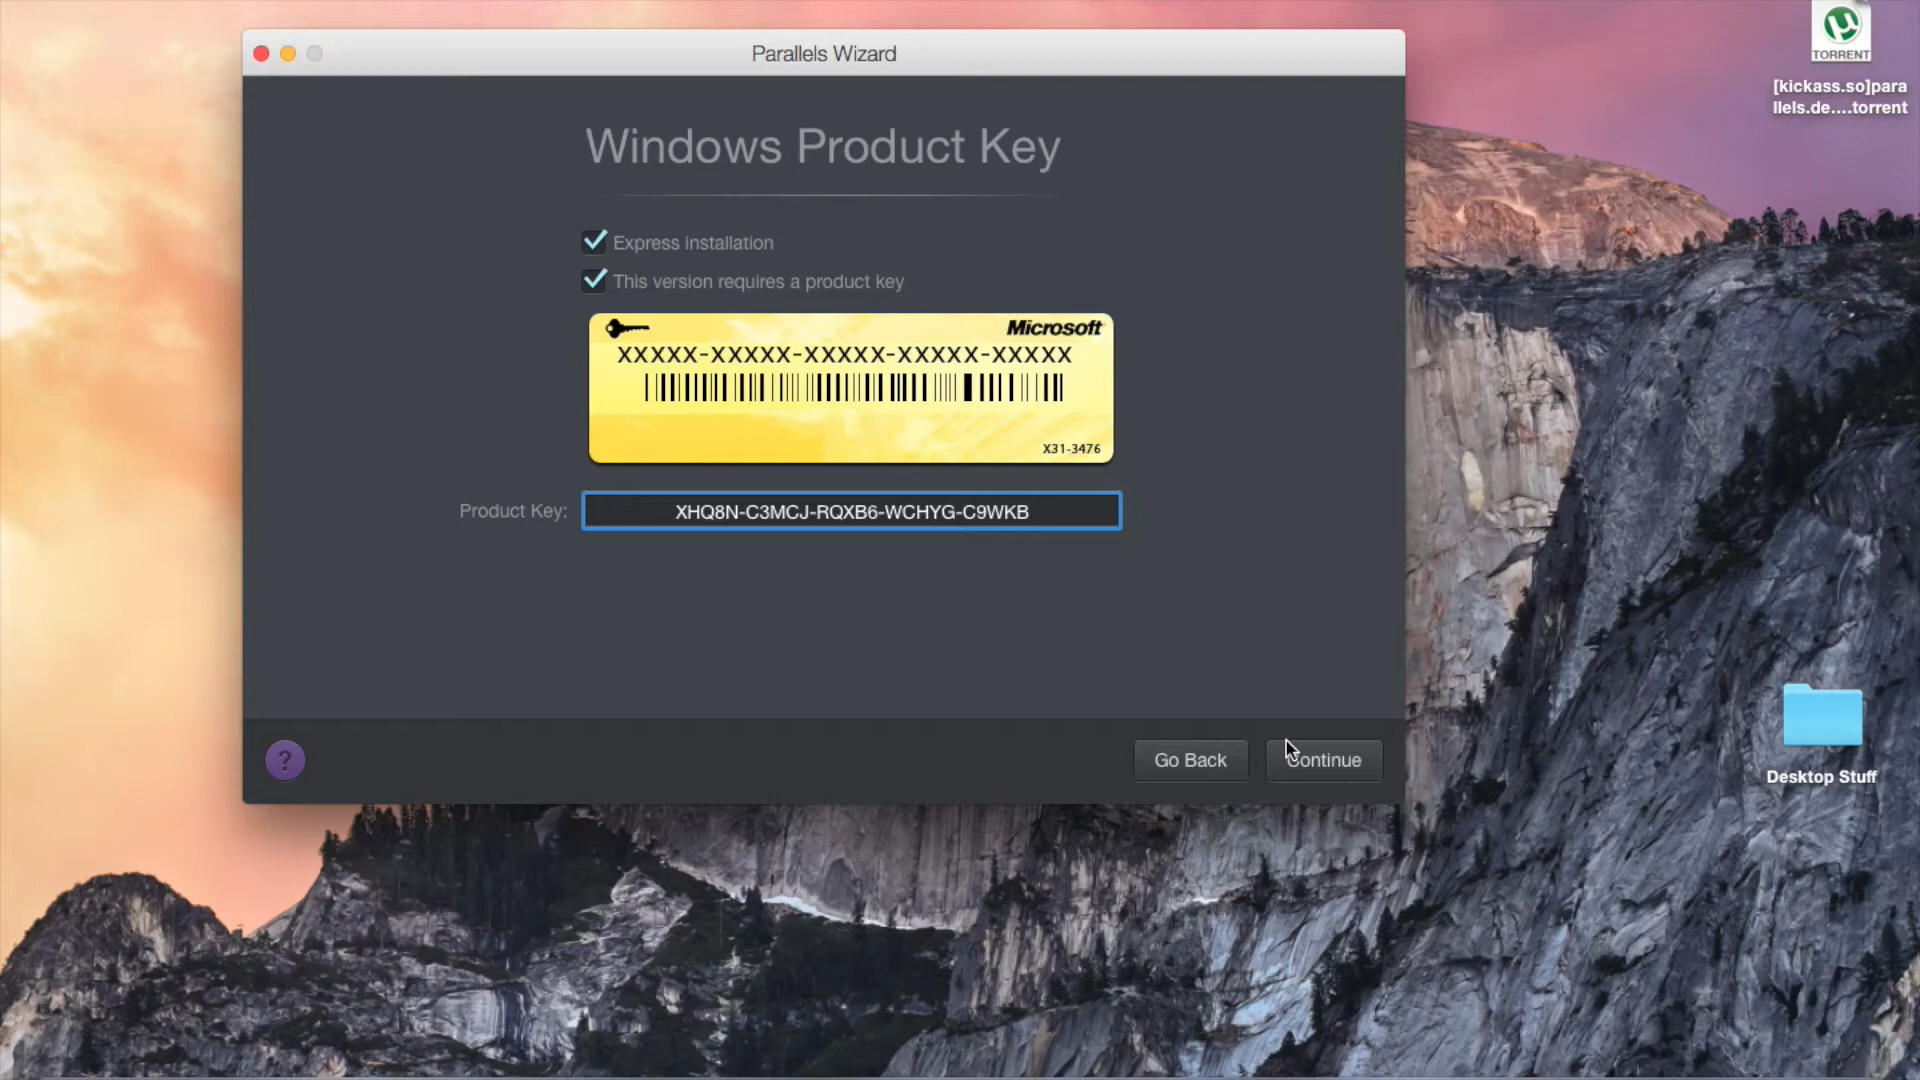 Parallels Wizard
TORRENT
[kickass.so]para
llels.de....torrent
Windows Product Key
Express installation
This version requires a product key
Microsoft
XXXXX-XXXXX-XXXXX-XXXXX-XXXXX
X31-3476
Product Key: XHQ8N-C3MCJ-RQXB6-WCHYG-C9WKB
? Go Back Continue
Desktop Stuff